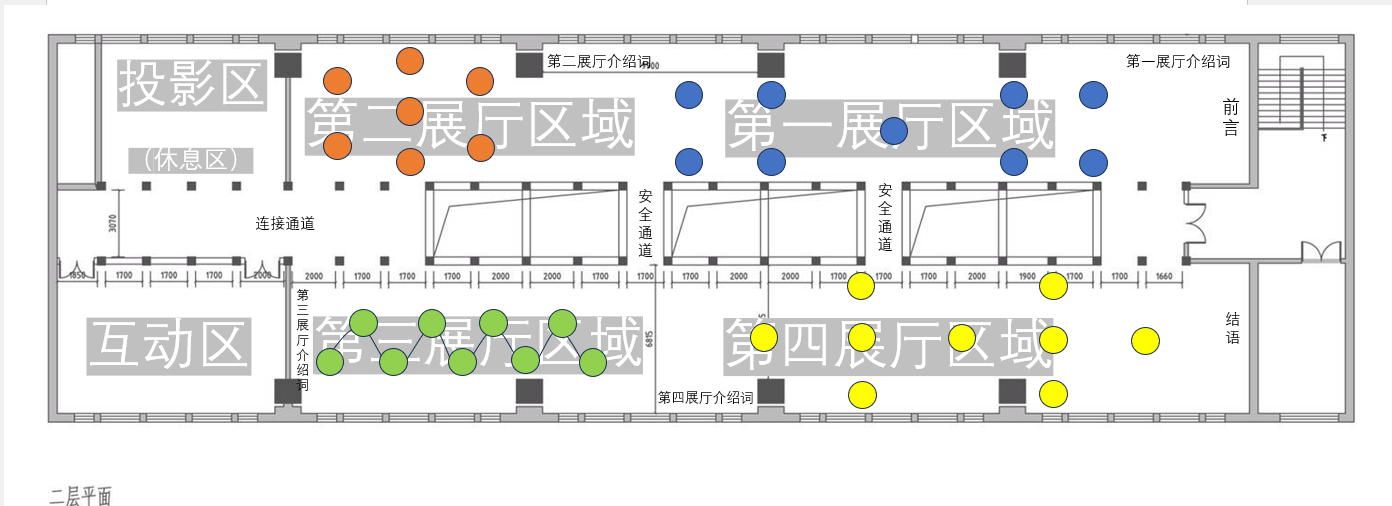 第二展厅介绍词
第一展厅介绍词
投影区
第二展厅区域
第一展厅区域
前言
（休息区）
安全通道
安全通道
连接通道
3070
1850
1700
1700
1700
2000
2000
1700
1700
1700
2000
2000
1700
1700
1700
2000
2000
1700
1700
1700
2000
1900
1700
1700
1660
第三展厅介绍词
互动区
第三展厅区域
6815
第四展厅区域
结语
第四展厅介绍词
二层平面